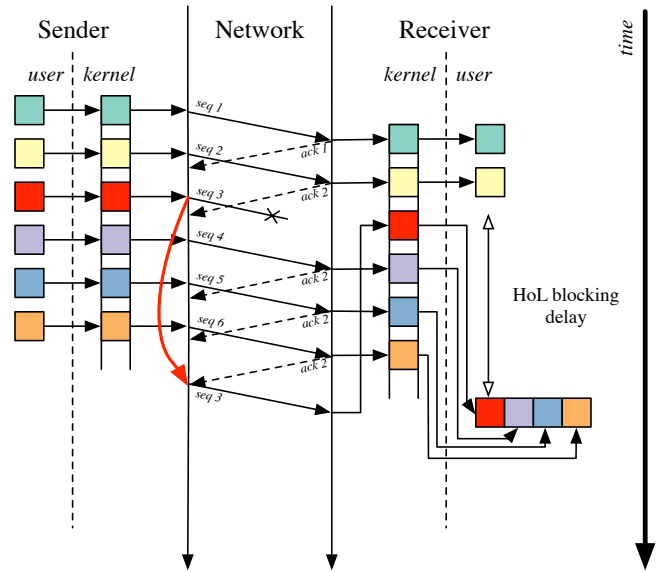 Sender
Network
Receiver
time
user
kernel
kernel
user
seq 1
ack 1
seq 2
ack 2
seq 3
seq 4
ack 2
seq 5
ack 2
seq 6
ack 2
seq 3
HoL blocking
delay